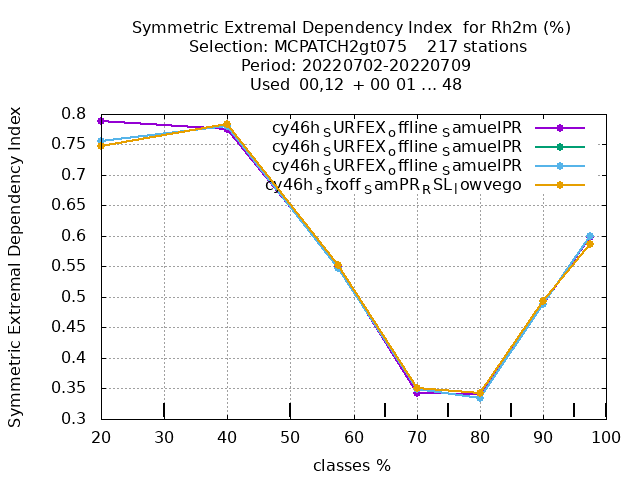 Symmetric Extremal Dependency Index for Rh2m (%)
Selection: MCPATCH2gt075 217 stations
Period: 20220702-20220709
Used 00,12 + 00 01 ... 48
Symmetric Extremal Dependency Index
0.8
0.75
0.7
0.65
0.6
0.55
0.5
0.45
0.4
0.35
0.3
cy46h_SURFEX_offline_SamuelPR
cy46h_SURFEX_offline_SamuelPR
cy46h_SURFEX_offline_SamuelPR
cy46h_sfxoff_SamPR_RSL_lowvego
20 30 40 50 60 70 80 90 100
classes %